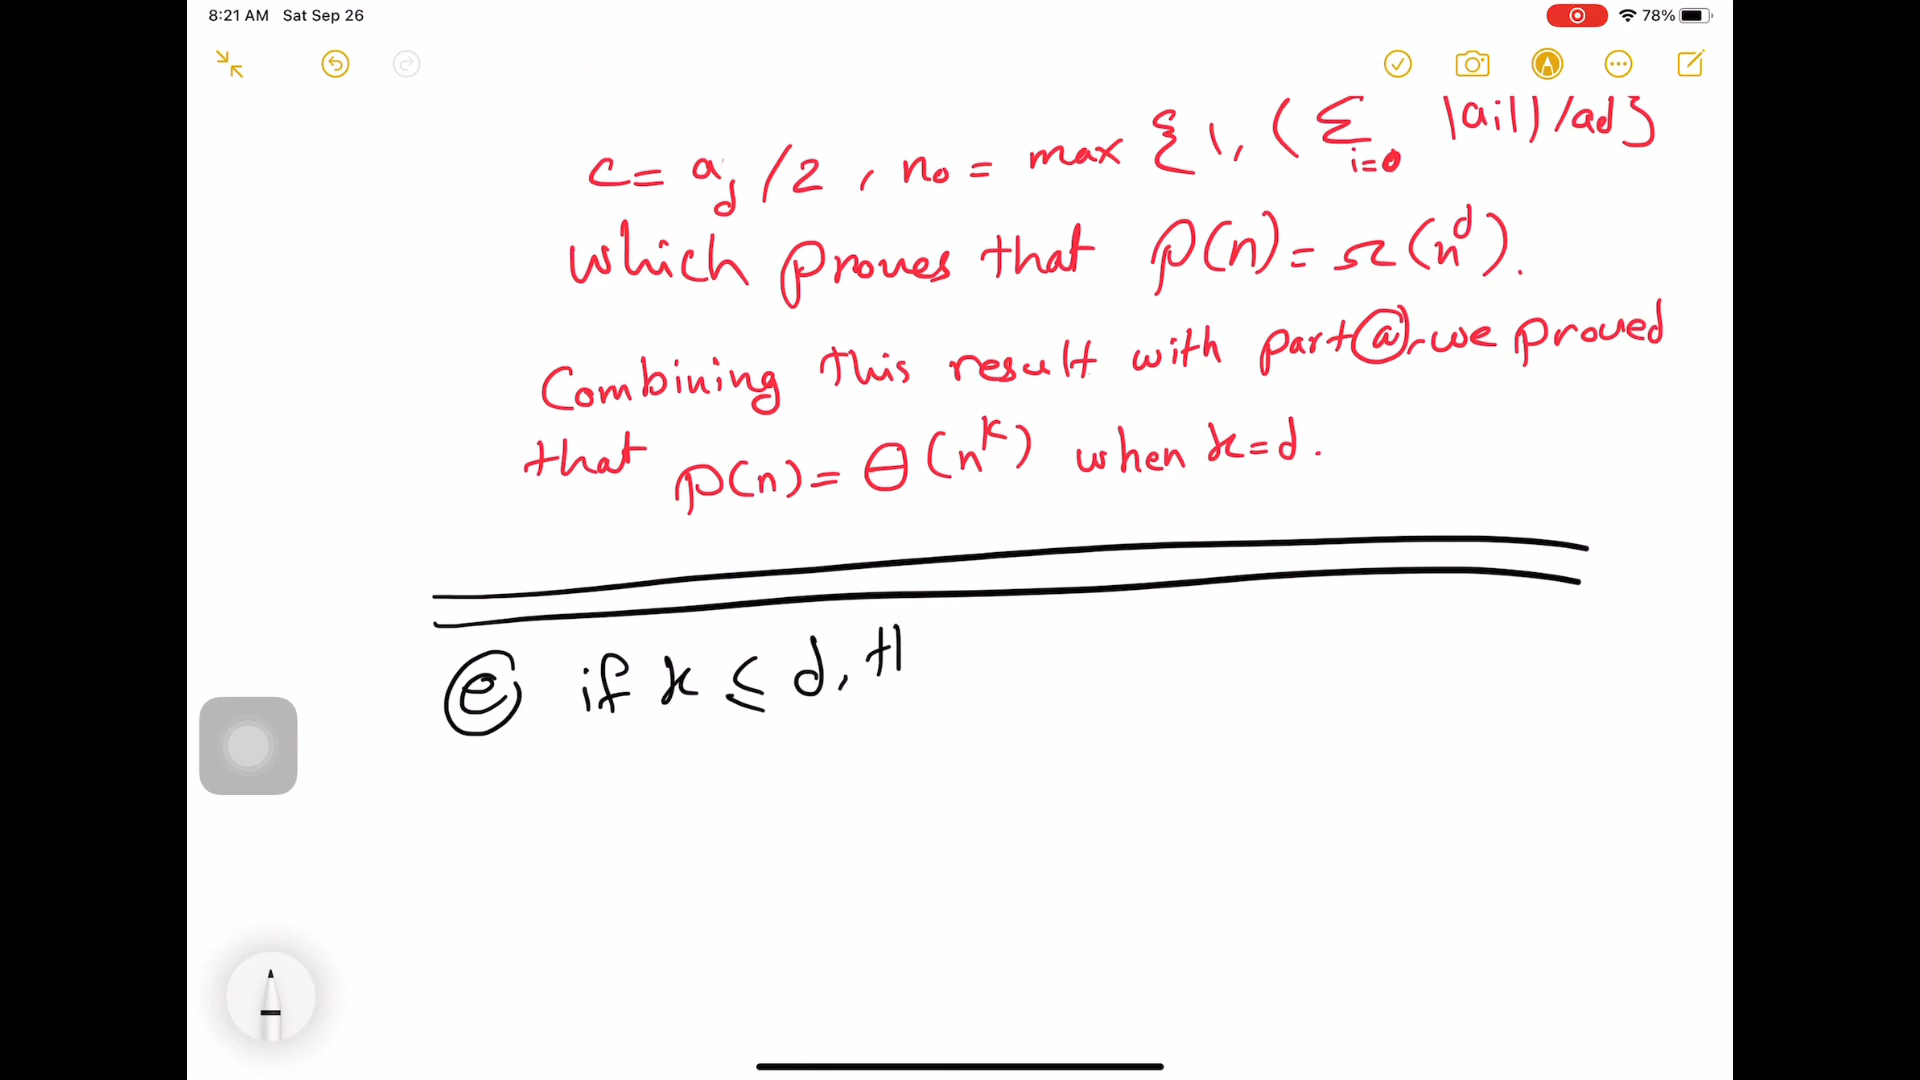 8:21 AM Sat Sep 26
78%
c = a_d / 2 , n_0 = max { 1, ( Σ_{i=0} |ai|) / ad }
which proves that p(n) = Ω (n^d).
Combining this result with part ⓐ, we proved
that p(n) = Θ (n^k) when k = d.
ⓔ if k ≤ d, tl